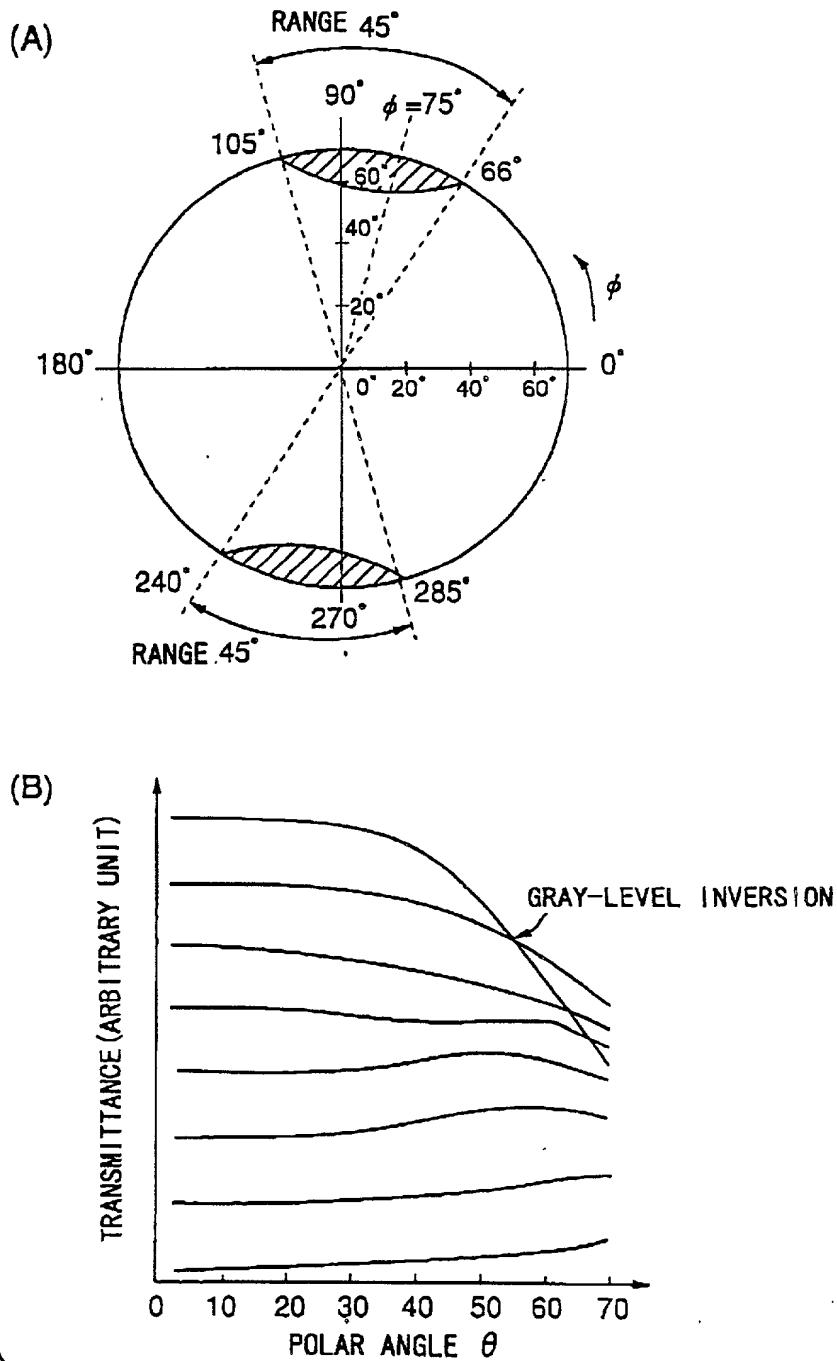 (A)
RANGE 45°
90°
ϕ=75°
105°
66°
60°
40°
20°
ϕ
180°
0°
0° 20° 40° 60°
240°
270°
285°
RANGE 45°
(B)
TRANSMITTANCE (ARBITRARY UNIT)
GRAY-LEVEL INVERSION
0 10 20 30 40 50 60 70
POLAR ANGLE θ